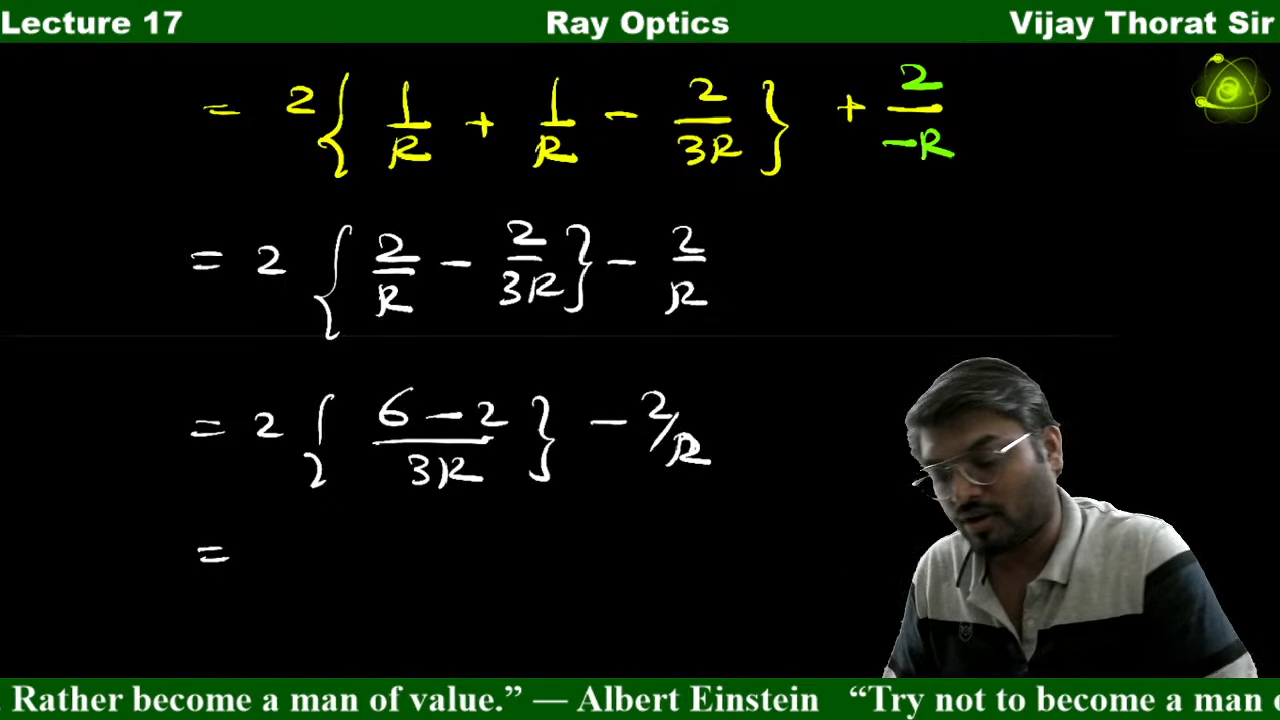 Lecture 17 Ray Optics Vijay Thorat Sir
= 2{ 1/R + 1/R - 2/3R } + 2/-R
= 2 { 2/R - 2/3R } - 2/R
= 2 { 6-2/3R } - 2/R
=
. Rather become a man of value.” — Albert Einstein “Try not to become a man